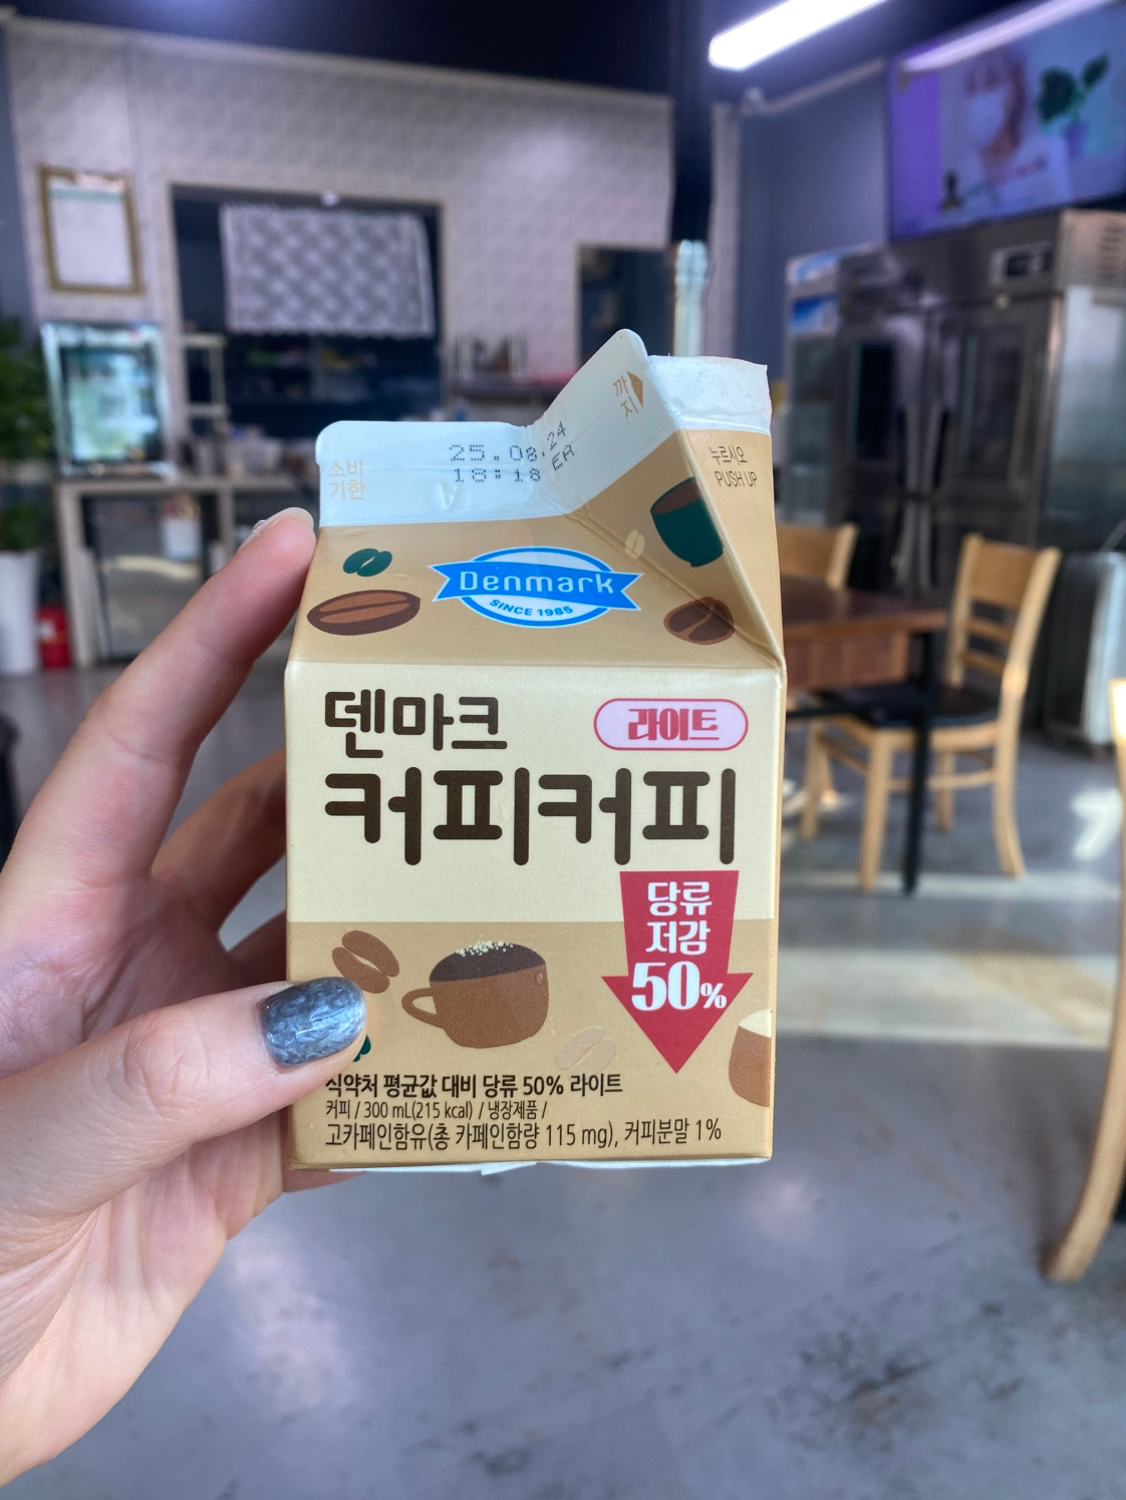 까
지
25.08.24
18:18 ER
소비
기한
누르시오
PUSH UP
Denmark
SINCE 1985
덴마크
라이트
커피커피
당류
저감
50%
식약처 평균값 대비 당류 50% 라이트
커피 / 300 mL(215 kcal) / 냉장제품 /
고카페인함유(총 카페인함량 115 mg), 커피분말 1%